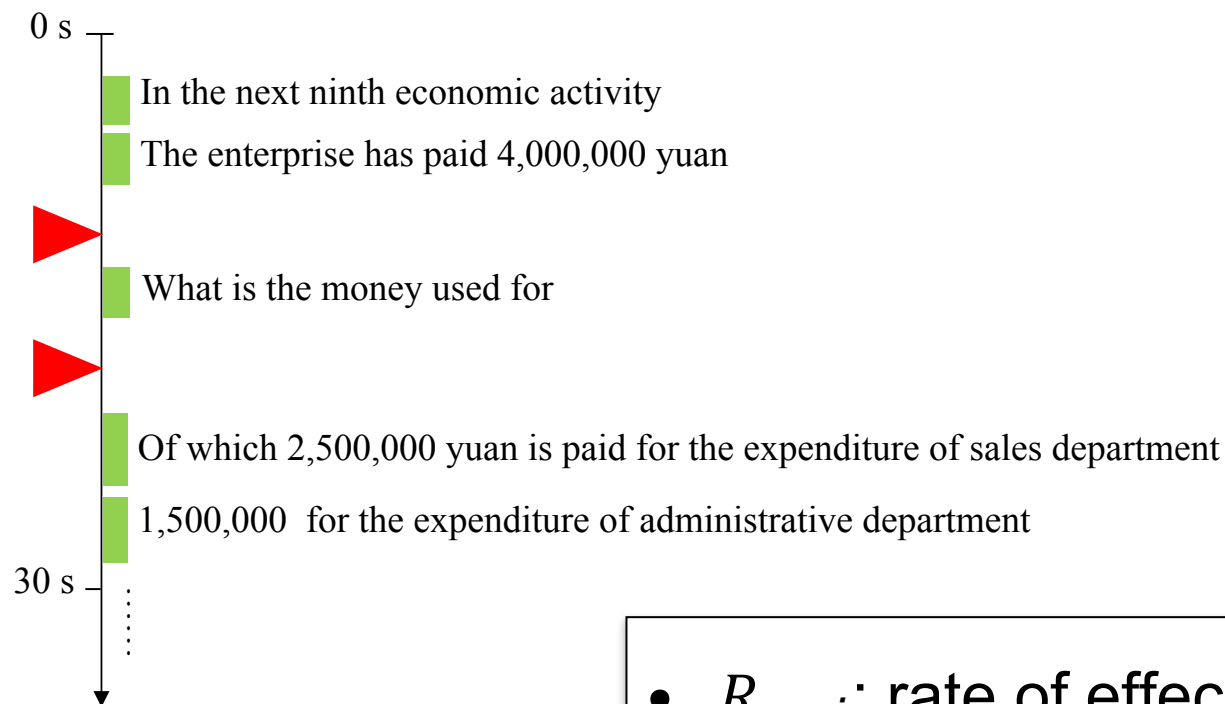 0 s
In the next ninth economic activity
The enterprise has paid 4,000,000 yuan
What is the money used for
Of which 2,500,000 yuan is paid for the expenditure of sales department
1,500,000 for the expenditure of administrative department
30 s
• R : rate of effec